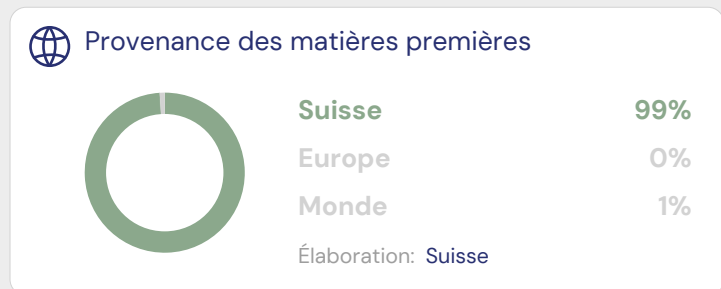 Provenance des matières premières
Suisse 99%
Europe 0%
Monde 1%
Élaboration: Suisse